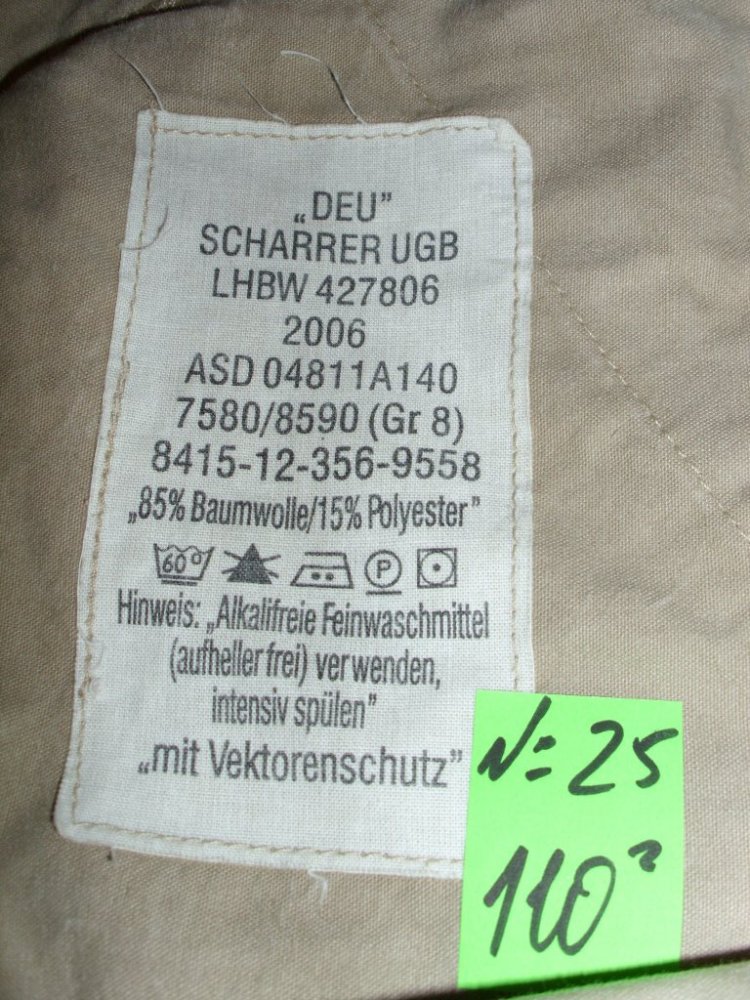 „DEU”
SCHARRER UGB
LHBW 427806
2006
ASD 04811A140
7580/8590 (Gr. 8)
8415-12-356-9558
„85% Baumwolle/15% Polyester”
60° P
Hinweis: „Alkalifreie Feinwaschmittel
(aufheller frei) verwenden,
intensiv spülen”
„mit Vektorenschutz”
N= 25
110